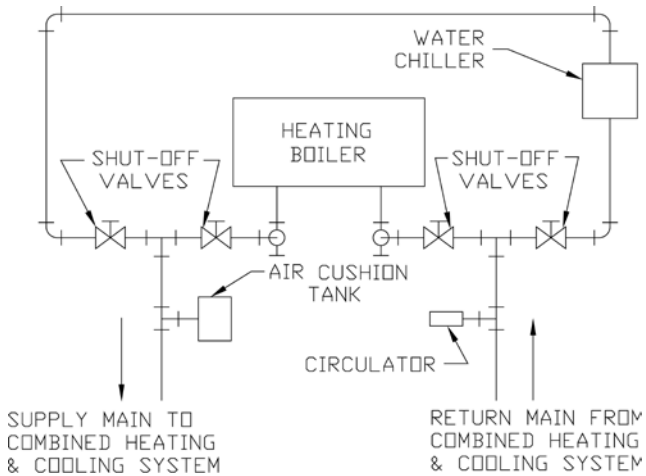 WATER
CHILLER
HEATING
BOILER
SHUT-OFF
VALVES
SHUT-OFF
VALVES
AIR CUSHION
TANK
CIRCULATOR
SUPPLY MAIN TO
COMBINED HEATING
& COOLING SYSTEM
RETURN MAIN FROM
COMBINED HEATING
& COOLING SYSTEM